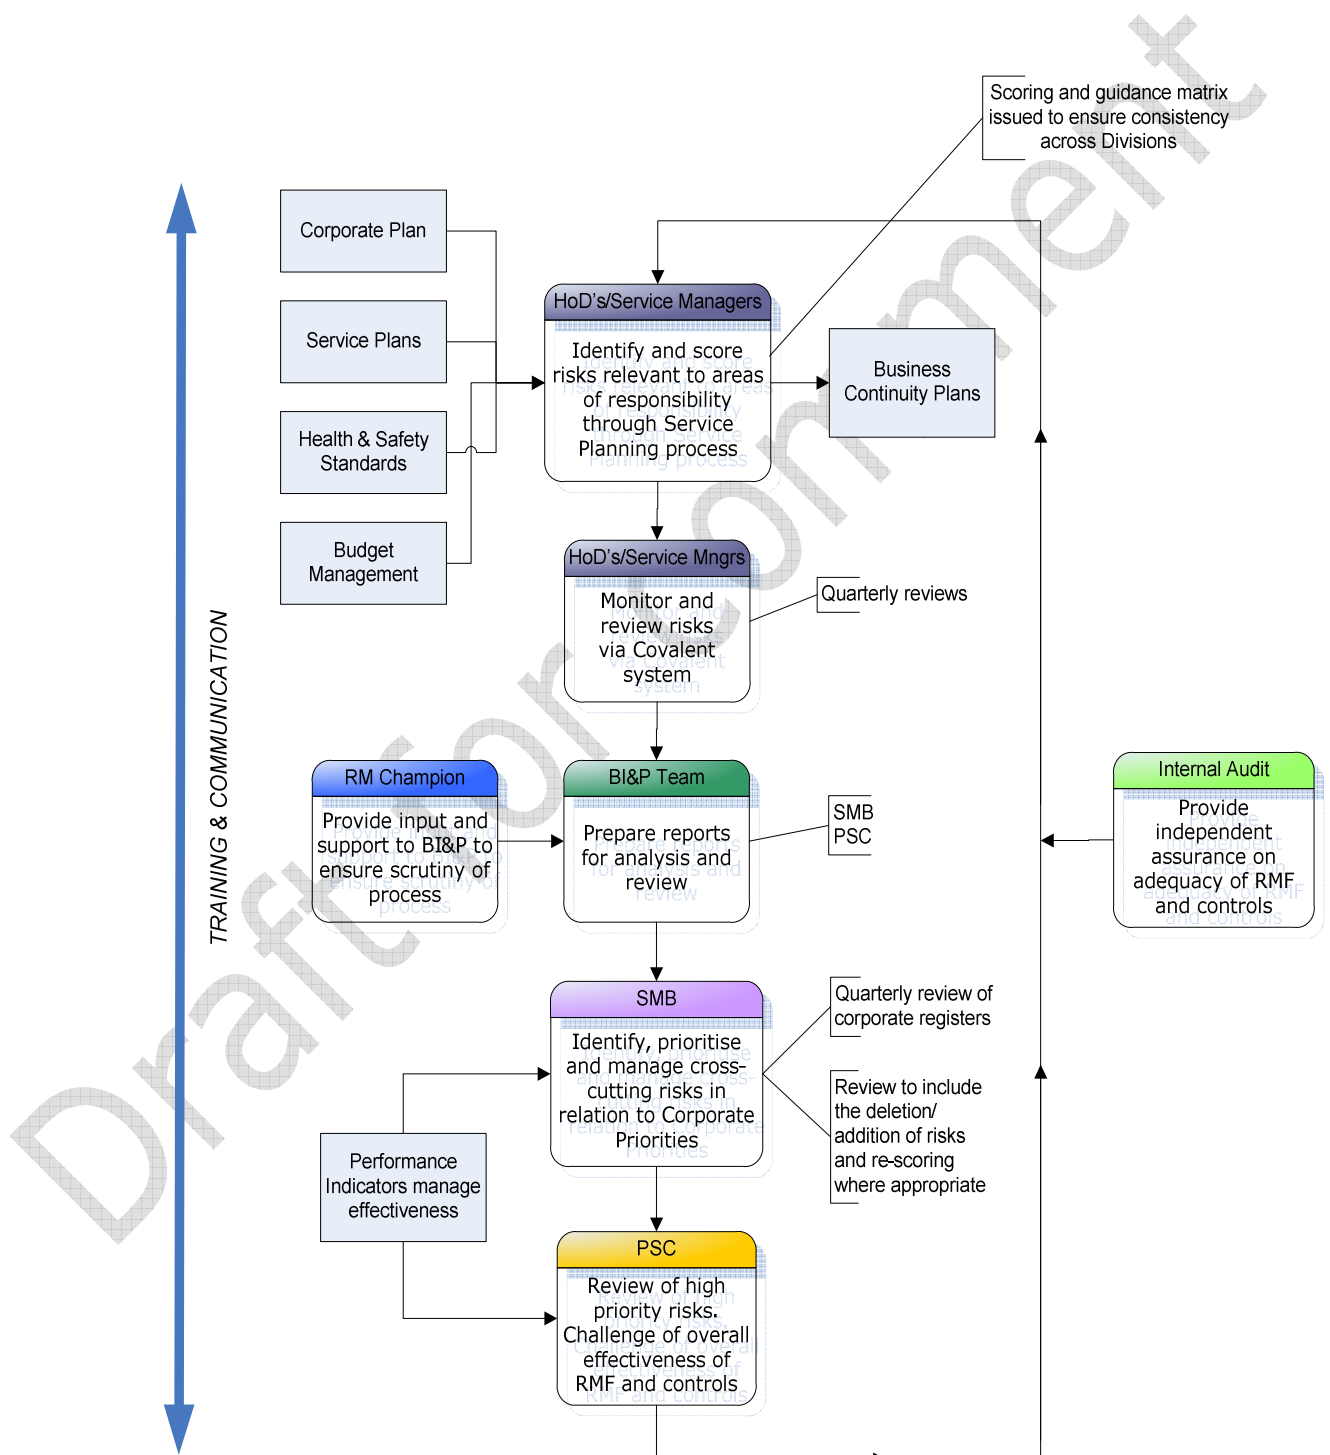 Scoring and guidance matrix
issued to ensure consistency
across Divisions
Corporate Plan
Service Plans
Health & Safety
Standards
Budget
Management
HoD's/Service Managers
Identify and score
risks relevant to areas
of responsibility
through Service
Planning process
Business
Continuity Plans
HoD's/Service Mngrs
Monitor and
review risks
via Covalent
system
Quarterly reviews
TRAINING & COMMUNICATION
RM Champion
Provide input and
support to BI&P to
ensure scrutiny of
process
BI&P Team
Prepare reports
for analysis and
review
SMB
PSC
Internal Audit
Provide
independent
assurance on
adequacy of RMF
and controls
SMB
Identify, prioritise
and manage cross-
cutting risks in
relation to Corporate
Priorities
Quarterly review of
corporate registers
Review to include
the deletion/
addition of risks
and re-scoring
where appropriate
Performance
Indicators manage
effectiveness
PSC
Review of high
priority risks.
Challenge of overall
effectiveness of
RMF and controls
Draft for Comment